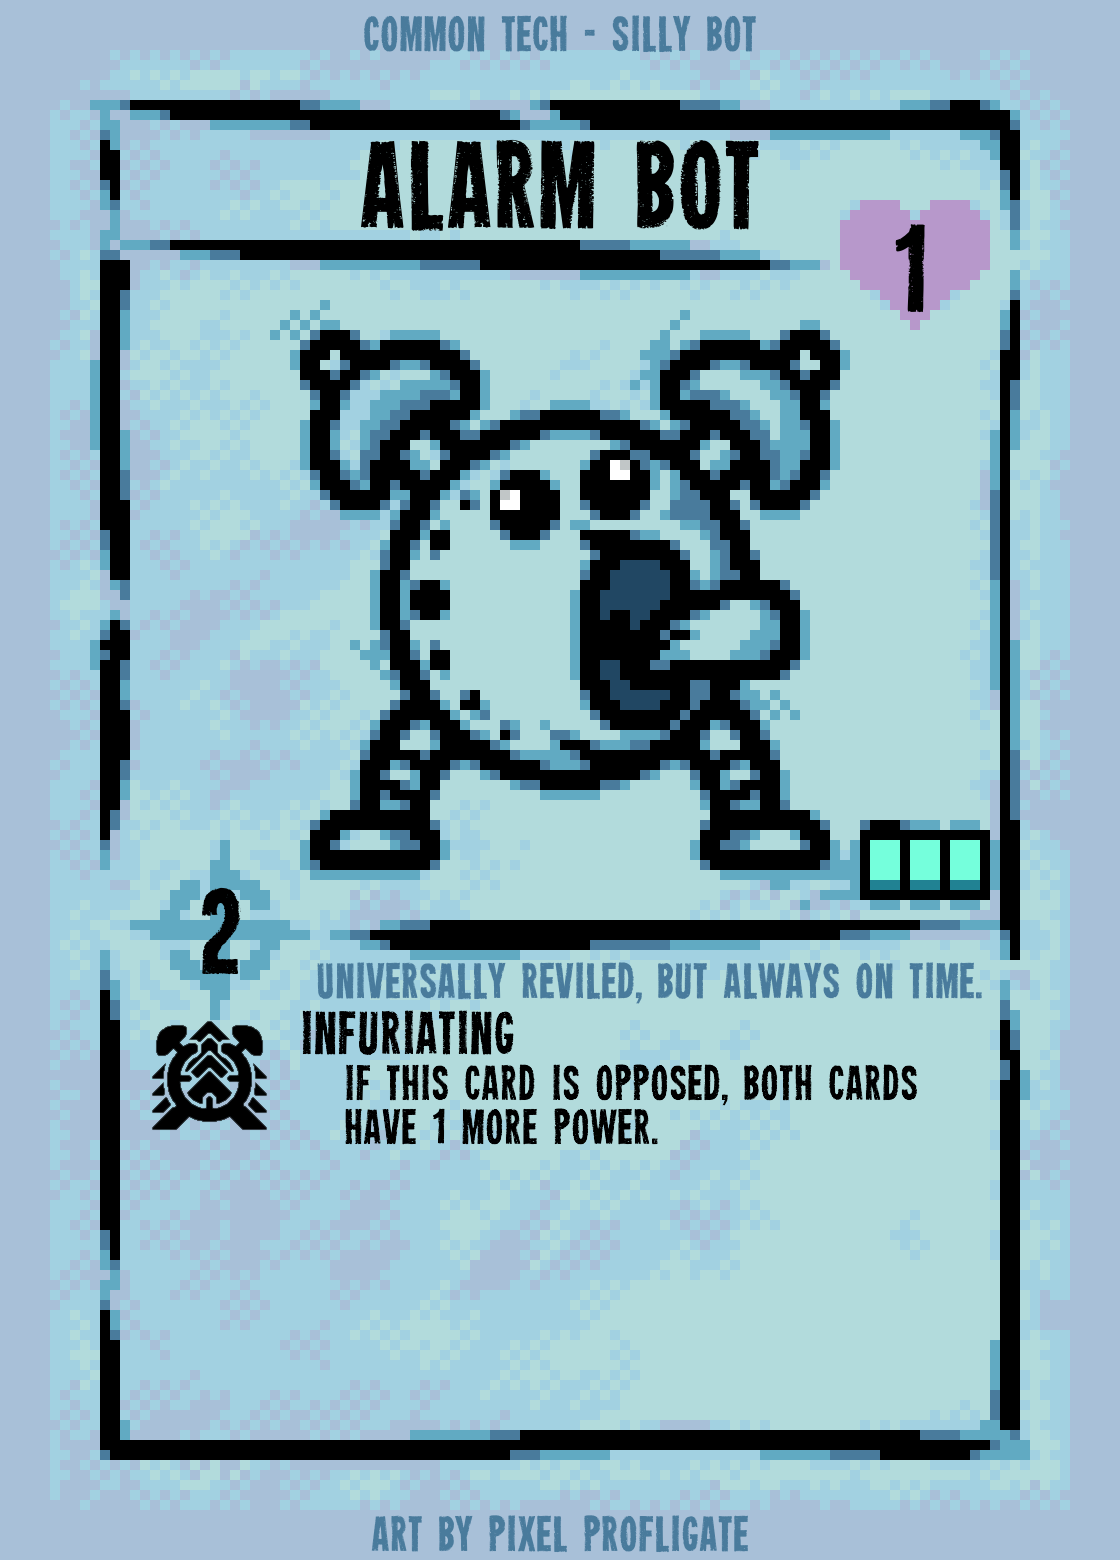 COMMON TECH - SILLY BOT
ALARM BOT
1
2
UNIVERSALLY REVILED, BUT ALWAYS ON TIME.
INFURIATING
IF THIS CARD IS OPPOSED, BOTH CARDS
HAVE 1 MORE POWER.
ART BY PIXEL PROFLIGATE